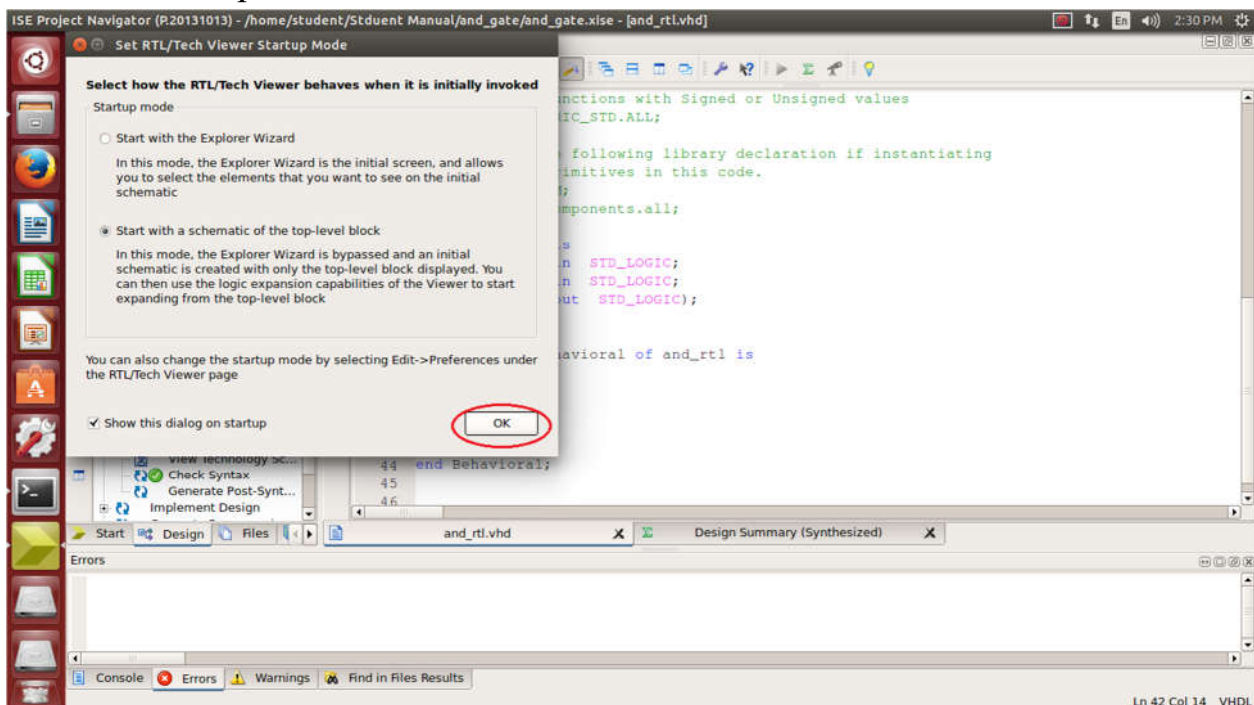 ISE Project Navigator (P.20131013) - /home/student/Stduent Manual/and_gate/and_gate.xise - [and_rtl.vhd]
En
2:30 PM
Set RTL/Tech Viewer Startup Mode
Select how the RTL/Tech Viewer behaves when it is initially invoked
Startup mode
Start with the Explorer Wizard
In this mode, the Explorer Wizard is the initial screen, and allows
you to select the elements that you want to see on the initial
schematic
Start with a schematic of the top-level block
In this mode, the Explorer Wizard is bypassed and an initial
schematic is created with only the top-level block displayed. You
can then use the logic expansion capabilities of the Viewer to start
expanding from the top-level block
You can also change the startup mode by selecting Edit->Preferences under
the RTL/Tech Viewer page
Show this dialog on startup
OK
nctions with Signed or Unsigned values
IC_STD.ALL;
following library declaration if instantiating
imitives in this code.
mponents.all;
s
n STD_LOGIC;
n STD_LOGIC;
ut STD_LOGIC);
avioral of and_rtl is
44 end Behavioral;
45
46
View Technology Sc...
Check Syntax
Generate Post-Synt...
Implement Design
Start Design Files
and_rtl.vhd
Design Summary (Synthesized)
Errors
Console Errors Warnings Find in Files Results
Ln 42 Col 14 VHDL